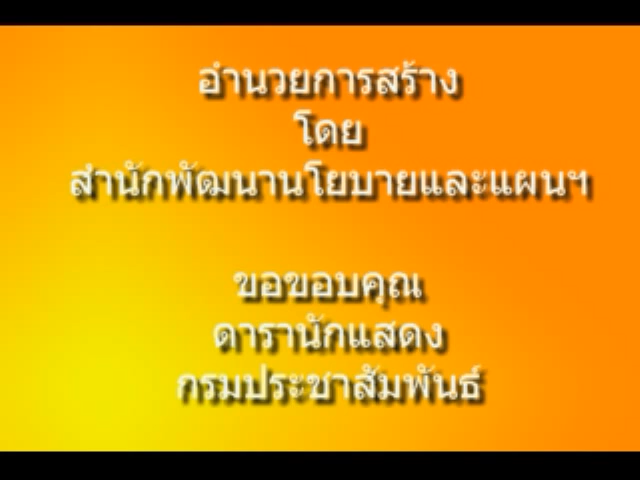 อำนวยการสร้าง
โดย
สำนักพัฒนานโยบายและแผนฯ
ขอขอบคุณ
ดารานักแสดง
กรมประชาสัมพันธ์